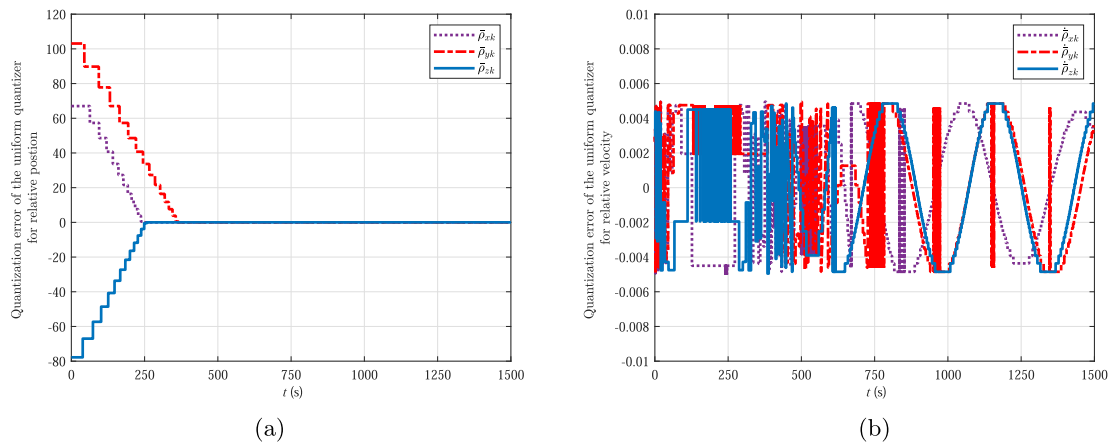 Quantization error of the uniform quantizer
for relative postion
120
100
80
60
40
20
0
-20
-40
-60
-80
0 250 500 750 1000 1250 1500
t (s)
ρ̄xk
ρ̄yk
ρ̄zk
(a)
Quantization error of the uniform quantizer
for relative velocity
0.01
0.008
0.006
0.004
0.002
0
-0.002
-0.004
-0.006
-0.008
-0.01
0 250 500 750 1000 1250 1500
t (s)
ρ̄̇xk
ρ̄̇yk
ρ̄̇zk
(b)